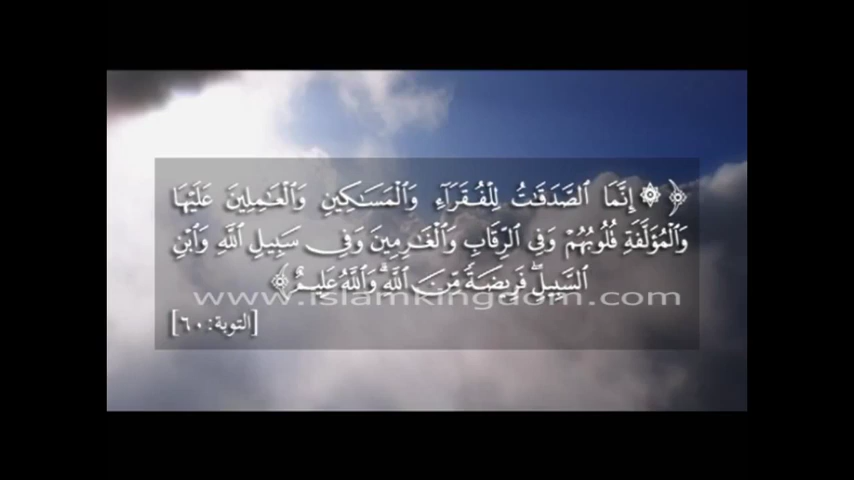 ﴿ ۞ إِنَّمَا ٱلصَّدَقَٰتُ لِلْفُقَرَآءِ وَٱلْمَسَٰكِينِ وَٱلْعَٰمِلِينَ عَلَيْهَا
وَٱلْمُؤَلَّفَةِ قُلُوبُهُمْ وَفِى ٱلرِّقَابِ وَٱلْغَٰرِمِينَ وَفِى سَبِيلِ ٱللَّهِ وَٱبْنِ
ٱلسَّبِيلِ ۖ فَرِيضَةً مِّنَ ٱللَّهِ ۗ وَٱللَّهُ عَلِيمٌ ﴾
www.islamkingdom.com
[التوبة: ٦٠]